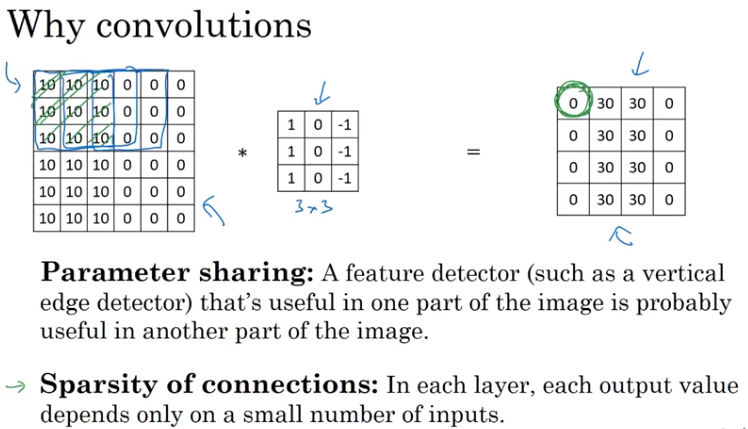 Why convolutions
10 10 10 0 0 0
10 10 10 0 0 0
10 10 10 0 0 0
10 10 10 0 0 0
10 10 10 0 0 0
10 10 10 0 0 0
*
1 0 -1
1 0 -1
1 0 -1
3×3
=
0 30 30 0
0 30 30 0
0 30 30 0
0 30 30 0
Parameter sharing: A feature detector (such as a vertical
edge detector) that's useful in one part of the image is probably
useful in another part of the image.
→ Sparsity of connections: In each layer, each output value
depends only on a small number of inputs.